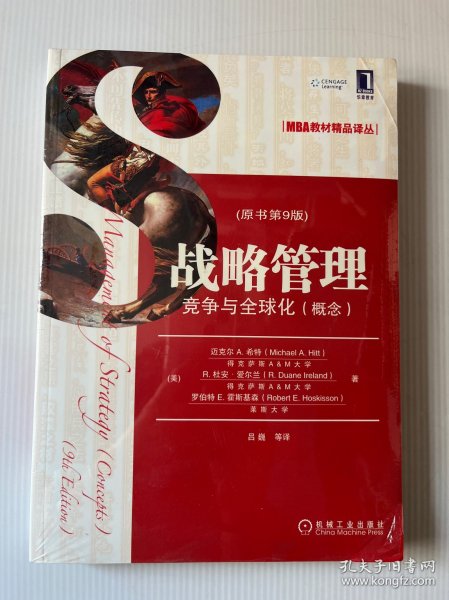 CENGAGE
Learning
华章教育
MBA教材精品译丛
(原书第9版)
战略管理
竞争与全球化(概念)
迈克尔 A. 希特(Michael A. Hitt)
得克萨斯A&M大学
(美)
R. 杜安·爱尔兰(R. Duane Ireland)
著
得克萨斯A&M大学
罗伯特 E. 霍斯基森(Robert E. Hoskisson)
莱斯大学
吕巍 等译
Management of Strategy (Concepts)
(9th Edition)
机械工业出版社
China Machine Press
孔夫子旧书网
www.kongfz.com